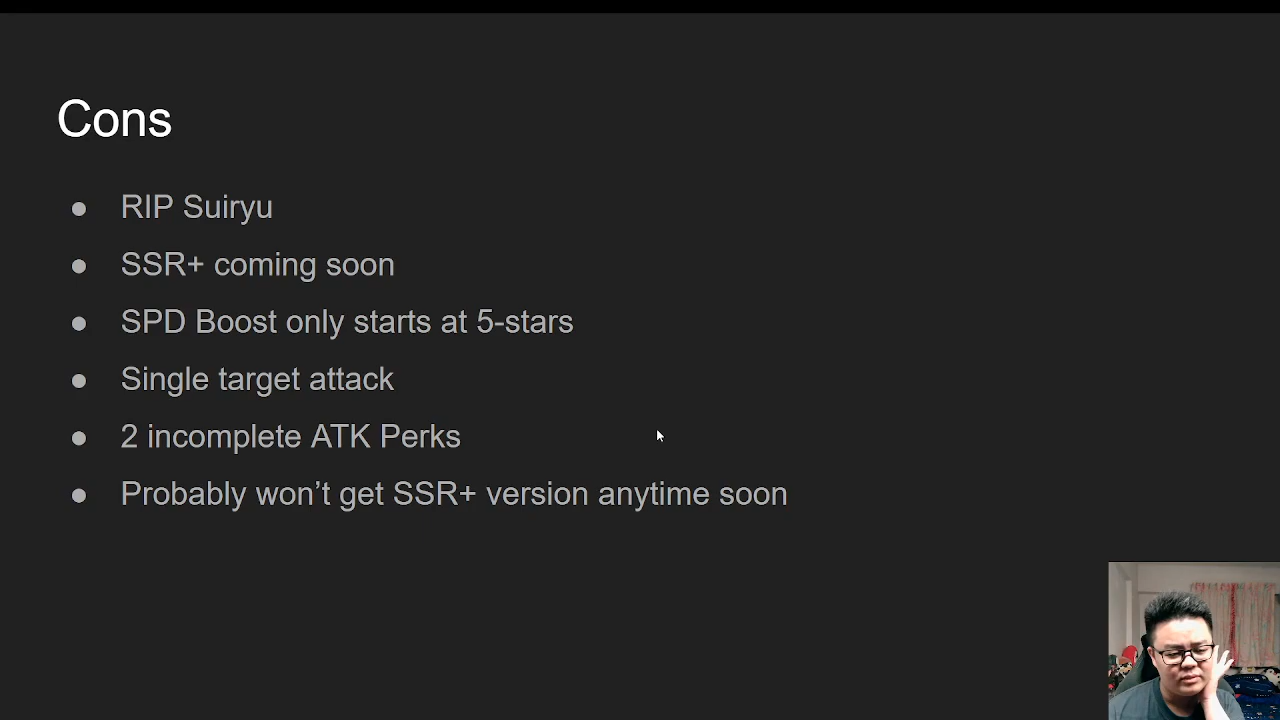 Cons
● RIP Suiryu
● SSR+ coming soon
● SPD Boost only starts at 5-stars
● Single target attack
● 2 incomplete ATK Perks
● Probably won’t get SSR+ version anytime soon